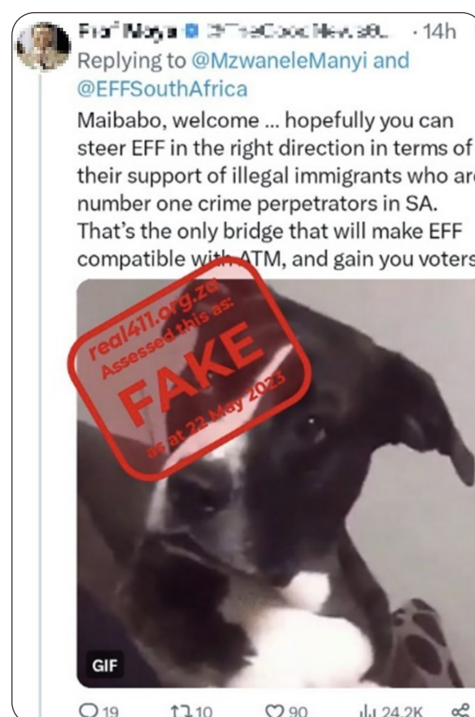 · 14h
Replying to @MzwaneleManyi and
@EFFSouthAfrica
Maibabo, welcome ... hopefully you can
steer EFF in the right direction in terms of
their support of illegal immigrants who are
number one crime perpetrators in SA.
That's the only bridge that will make EFF
compatible with ATM, and gain you voters
real411.org.za
Assessed this as:
FAKE
as at 22 May 2023
GIF
19 10 90 24.2K